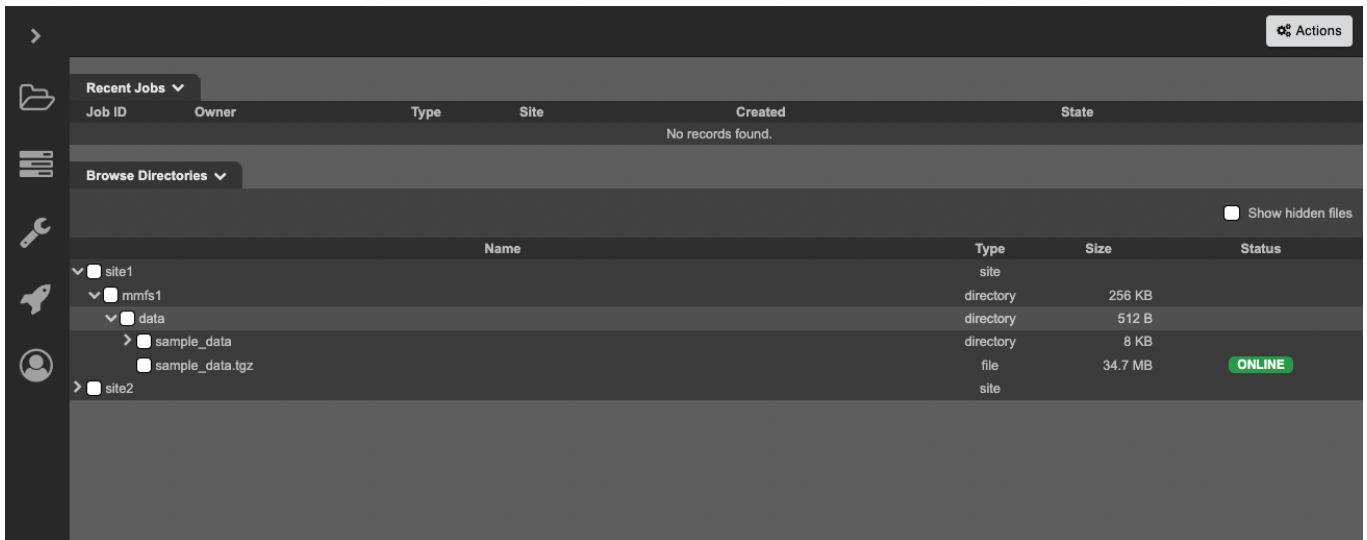 Actions
Recent Jobs
Job ID Owner Type Site Created State
No records found.
Browse Directories
Show hidden files
Name Type Size Status
site1 site
mmfs1 directory 256 KB
data directory 512 B
sample_data directory 8 KB
sample_data.tgz file 34.7 MB ONLINE
site2 site